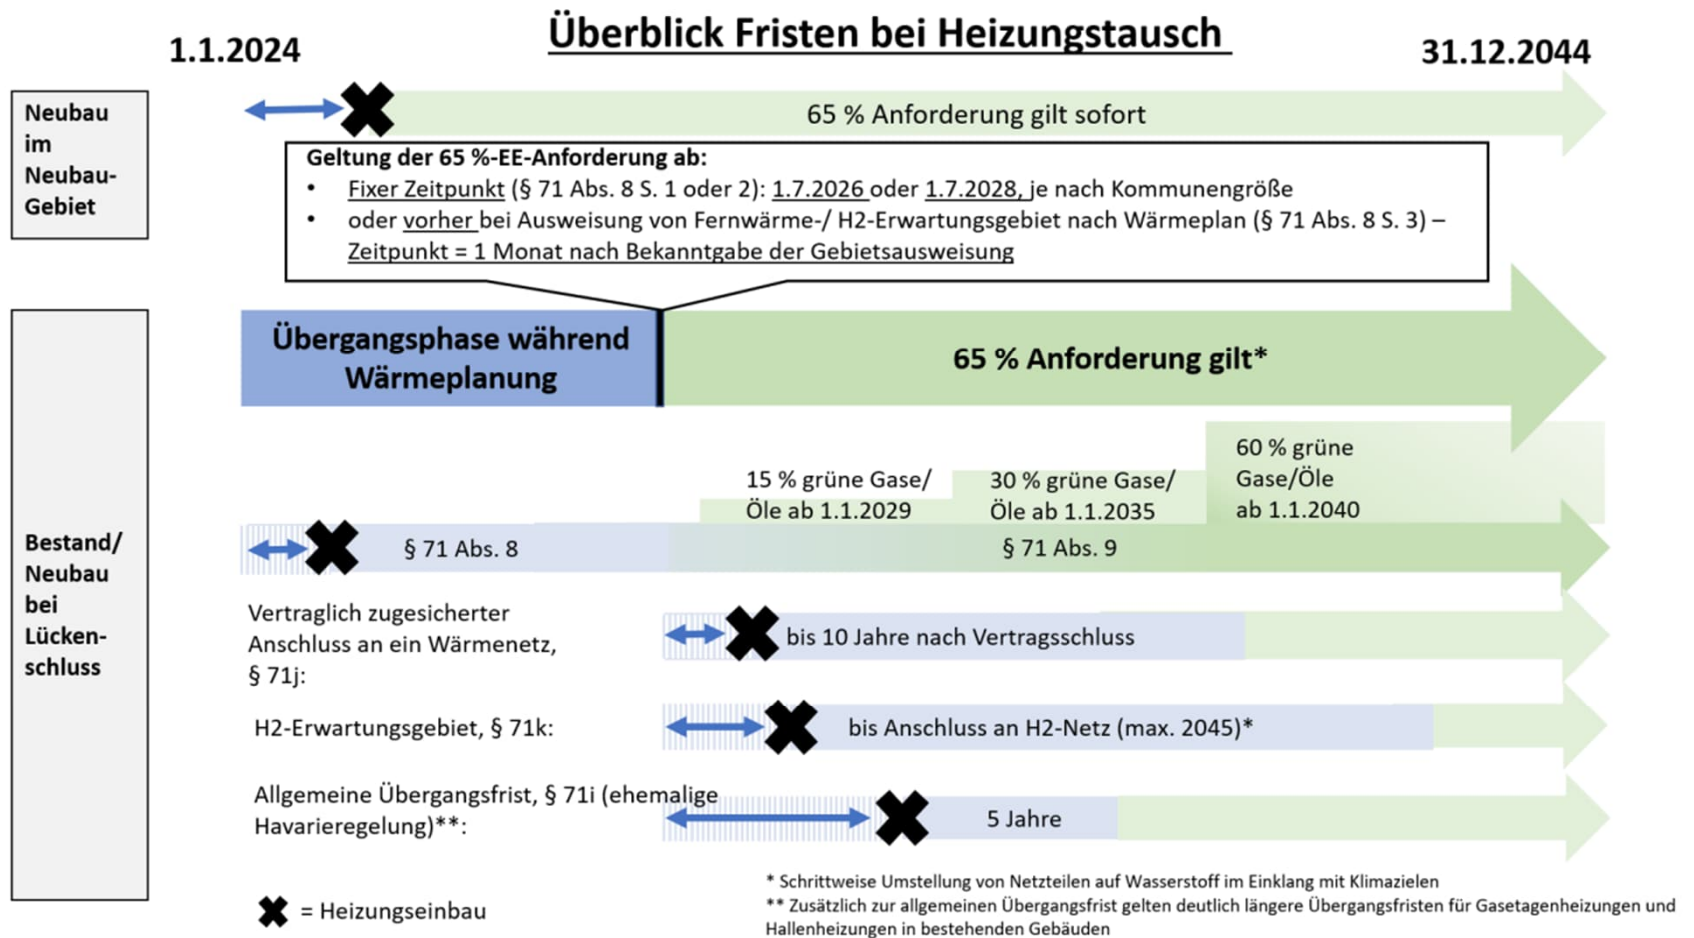 Überblick Fristen bei Heizungstausch
1.1.2024
31.12.2044
Neubau
im
Neubau-
Gebiet
65 % Anforderung gilt sofort
Geltung der 65 %-EE-Anforderung ab:
• Fixer Zeitpunkt (§ 71 Abs. 8 S. 1 oder 2): 1.7.2026 oder 1.7.2028, je nach Kommunengröße
• oder vorher bei Ausweisung von Fernwärme-/ H2-Erwartungsgebiet nach Wärmeplan (§ 71 Abs. 8 S. 3) –
Zeitpunkt = 1 Monat nach Bekanntgabe der Gebietsausweisung
Übergangsphase während
Wärmeplanung
65 % Anforderung gilt*
Bestand/
Neubau
bei
Lücken-
schluss
15 % grüne Gase/
Öle ab 1.1.2029
30 % grüne Gase/
Öle ab 1.1.2035
60 % grüne
Gase/Öle
ab 1.1.2040
§ 71 Abs. 8
§ 71 Abs. 9
Vertraglich zugesicherter
Anschluss an ein Wärmenetz,
§ 71j:
bis 10 Jahre nach Vertragsschluss
H2-Erwartungsgebiet, § 71k:
bis Anschluss an H2-Netz (max. 2045)*
Allgemeine Übergangsfrist, § 71i (ehemalige
Havarieregelung)**:
5 Jahre
= Heizungseinbau
* Schrittweise Umstellung von Netzteilen auf Wasserstoff im Einklang mit Klimazielen
** Zusätzlich zur allgemeinen Übergangsfrist gelten deutlich längere Übergangsfristen für Gasetagenheizungen und
Hallenheizungen in bestehenden Gebäuden